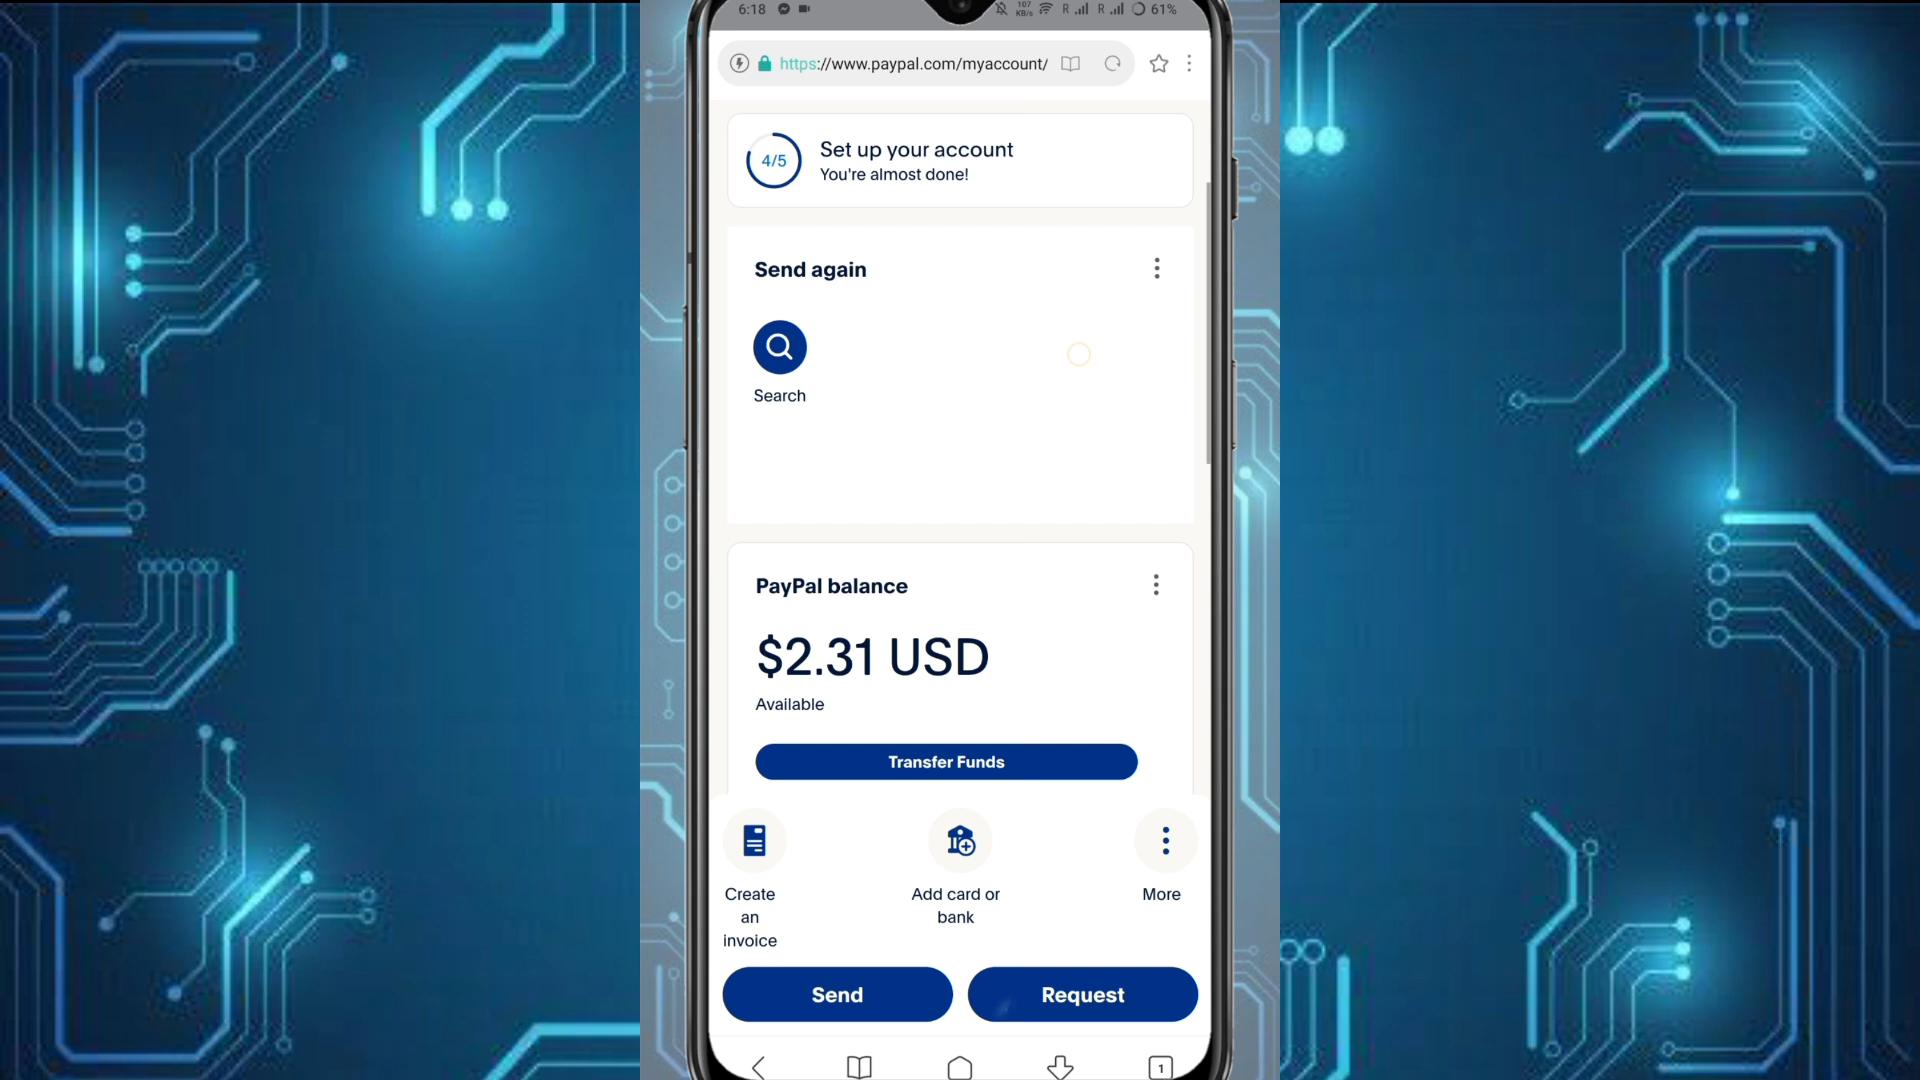 6:18 107 KB/s R R 61%
https://www.paypal.com/myaccount/
4/5
Set up your account
You're almost done!
Send again
Search
PayPal balance
$2.31 USD
Available
Transfer Funds
Create
an
invoice
Add card or
bank
More
Send
Request
1